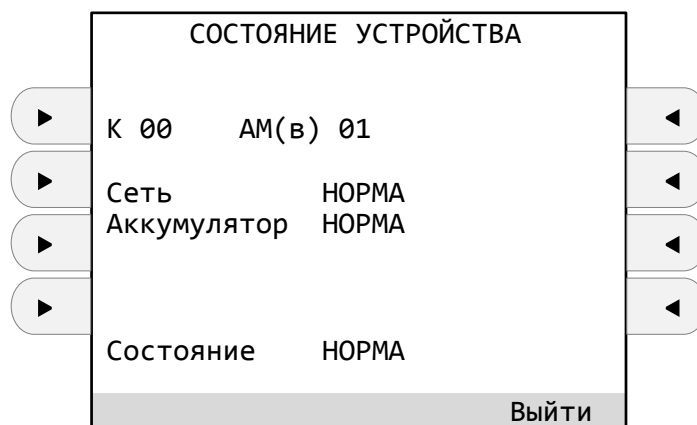 СОСТОЯНИЕ УСТРОЙСТВА
К 00 АМ(в) 01
Сеть НОРМА
Аккумулятор НОРМА
Состояние НОРМА
Выйти